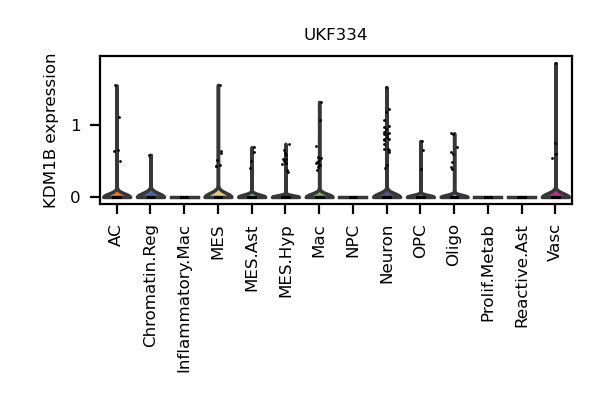 UKF334
KDM1B expression
1
0
AC
Chromatin.Reg
Inflammatory.Mac
MES
MES.Ast
MES.Hyp
Mac
NPC
Neuron
OPC
Oligo
Prolif.Metab
Reactive.Ast
Vasc